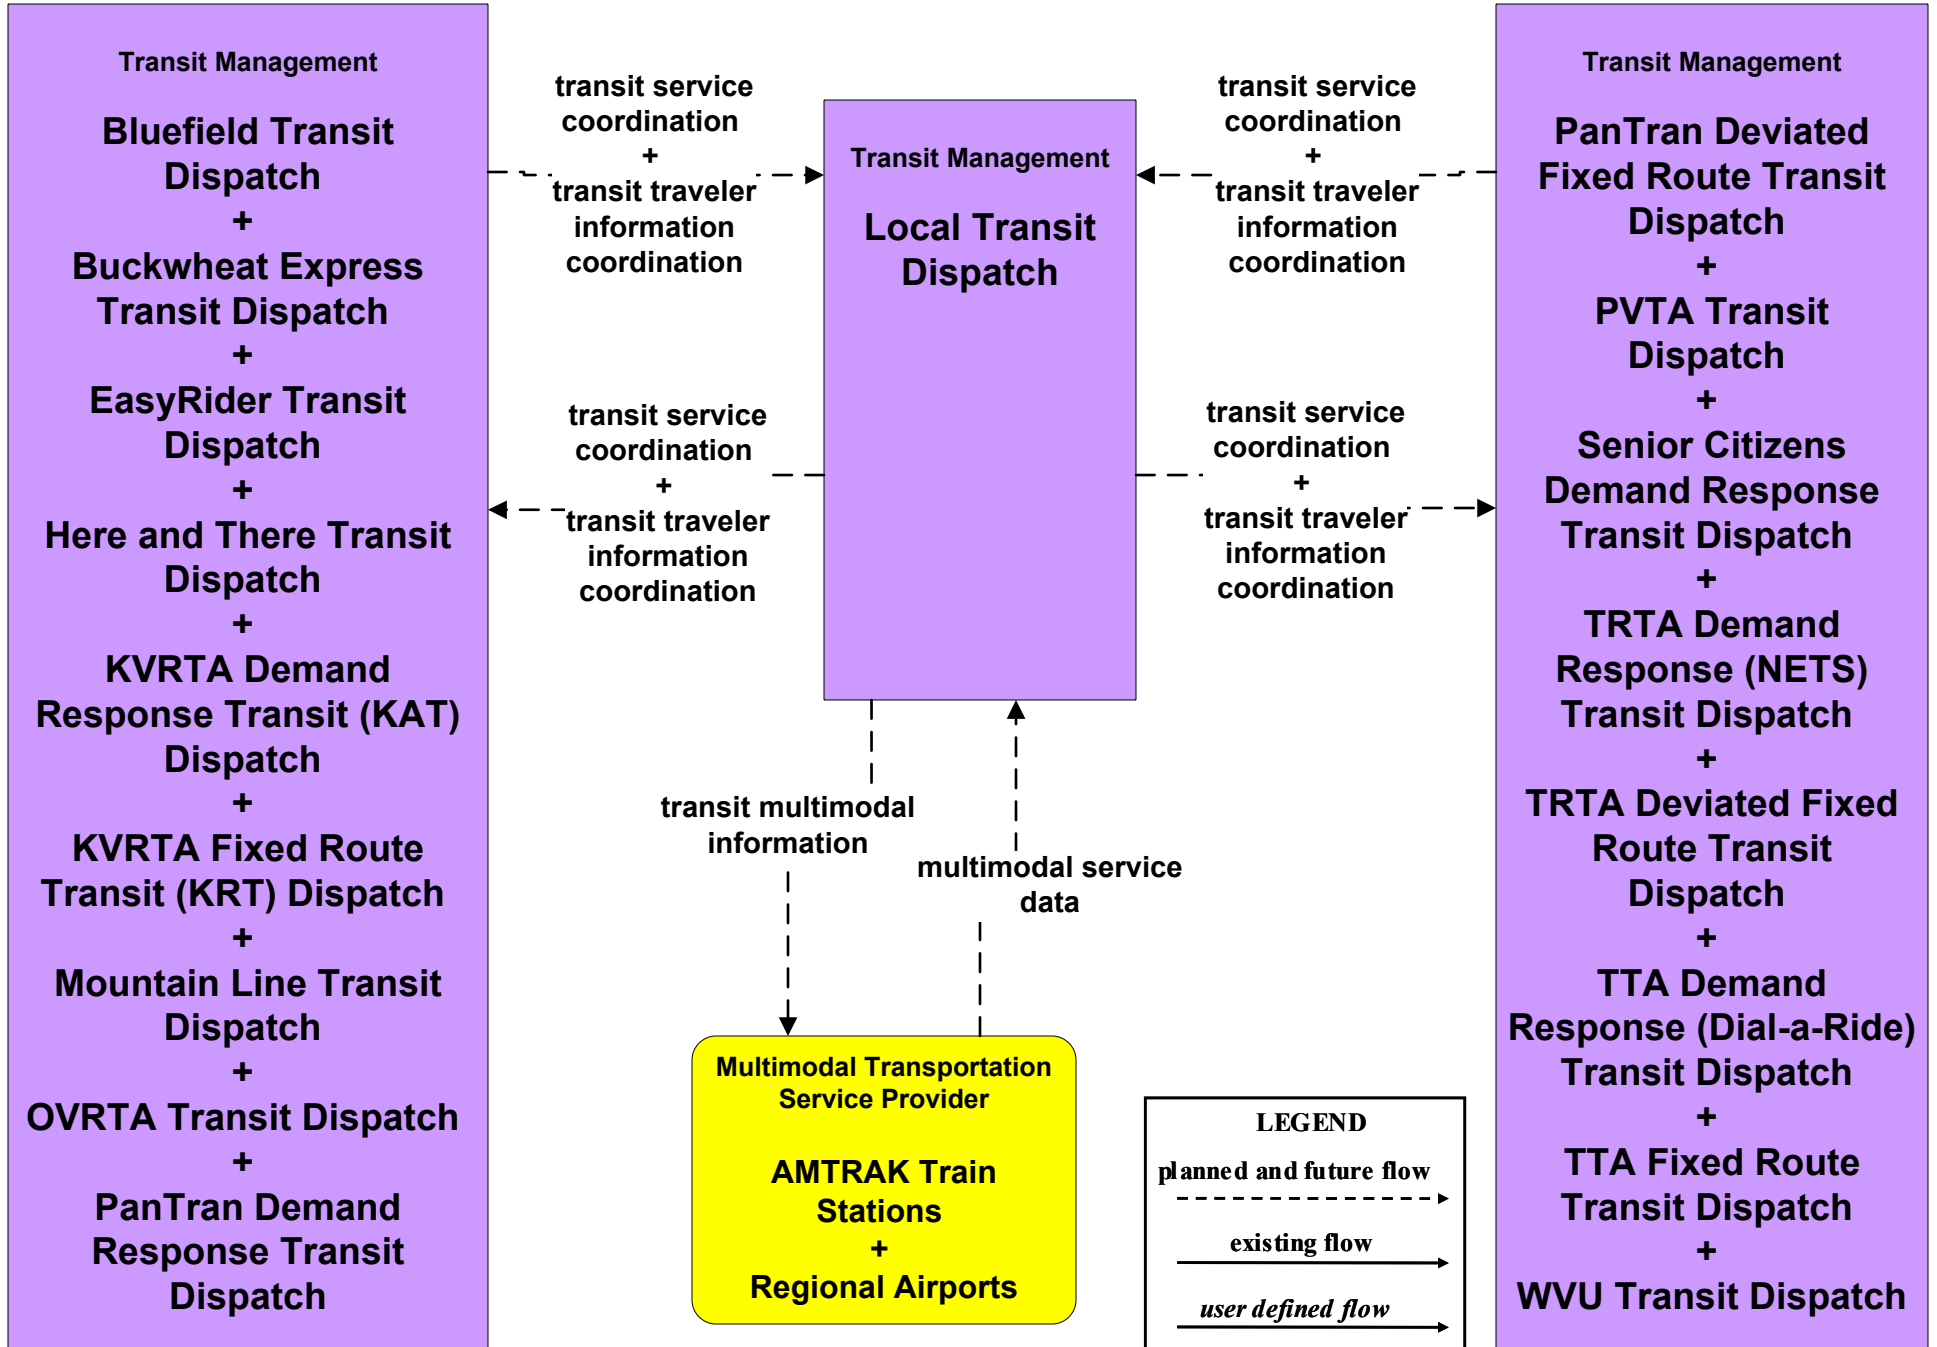 Transit Management
Bluefield Transit
Dispatch
+
Buckwheat Express
Transit Dispatch
+
EasyRider Transit
Dispatch
+
Here and There Transit
Dispatch
+
KVRTA Demand
Response Transit (KAT)
Dispatch
+
KVRTA Fixed Route
Transit (KRT) Dispatch
+
Mountain Line Transit
Dispatch
+
OVRTA Transit Dispatch
+
PanTran Demand
Response Transit
Dispatch
transit service
coordination
+
transit traveler
information
coordination
transit service
coordination
+
transit traveler
information
coordination
Transit Management
Local Transit
Dispatch
transit service
coordination
+
transit traveler
information
coordination
transit service
coordination
+
transit traveler
information
coordination
transit multimodal
information
multimodal service
data
Multimodal Transportation
Service Provider
AMTRAK Train
Stations
+
Regional Airports
LEGEND
planned and future flow
existing flow
user defined flow
Transit Management
PanTran Deviated
Fixed Route Transit
Dispatch
+
PVTA Transit
Dispatch
+
Senior Citizens
Demand Response
Transit Dispatch
+
TRTA Demand
Response (NETS)
Transit Dispatch
+
TRTA Deviated Fixed
Route Transit
Dispatch
+
TTA Demand
Response (Dial-a-Ride)
Transit Dispatch
+
TTA Fixed Route
Transit Dispatch
+
WVU Transit Dispatch